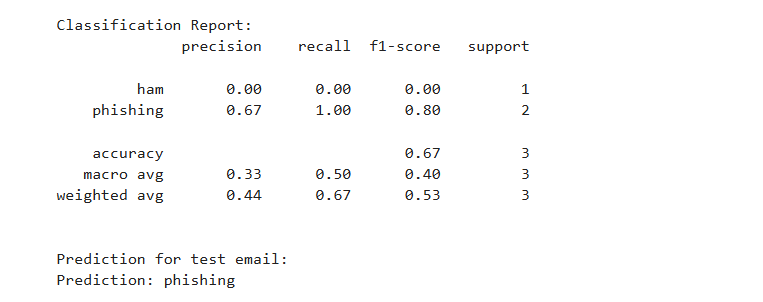 Classification Report:
precision recall f1-score support
ham 0.00 0.00 0.00 1
phishing 0.67 1.00 0.80 2
accuracy 0.67 3
macro avg 0.33 0.50 0.40 3
weighted avg 0.44 0.67 0.53 3
Prediction for test email:
Prediction: phishing